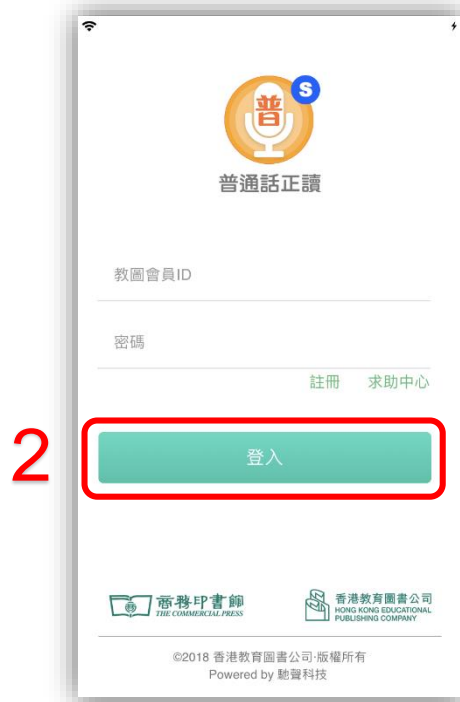 普
S
普通話正讀
教圖會員ID
密碼
註冊 求助中心
2
登入
商務印書館
THE COMMERCIAL PRESS
香港教育圖書公司
HONG KONG EDUCATIONAL
PUBLISHING COMPANY
©2018 香港教育圖書公司·版權所有
Powered by 馳聲科技